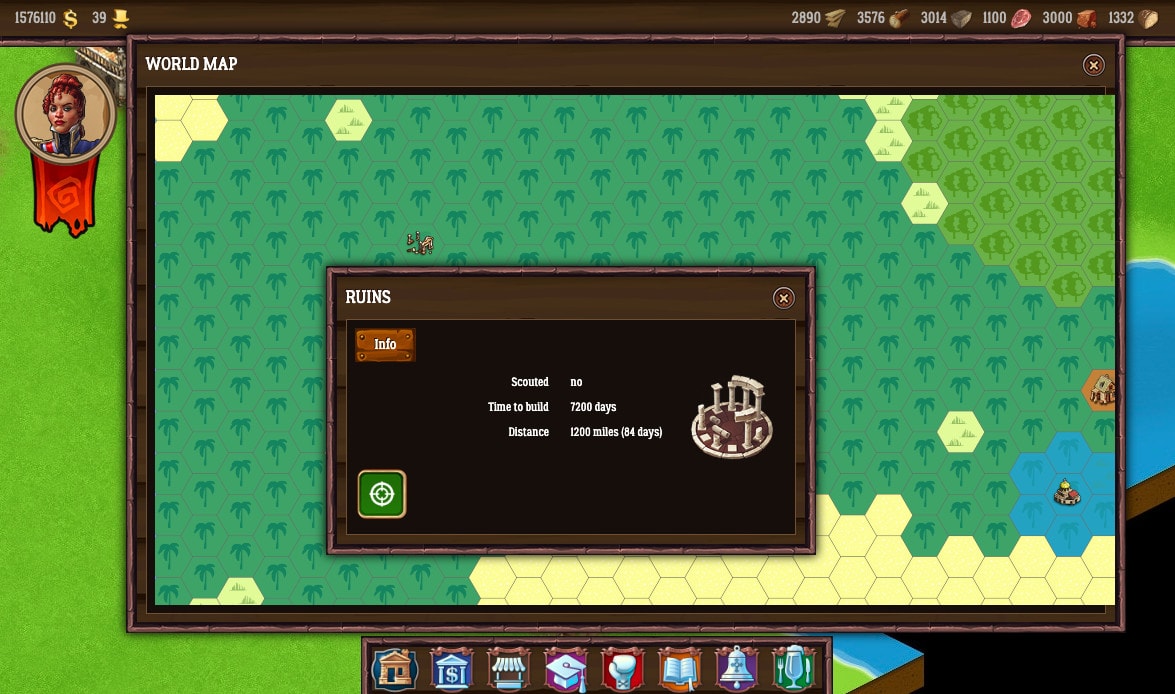 1576110 39 2890 3576 3014 1100 3000 1332
WORLD MAP
RUINS
Info
Scouted no
Time to build 7200 days
Distance 1200 miles (84 days)
$